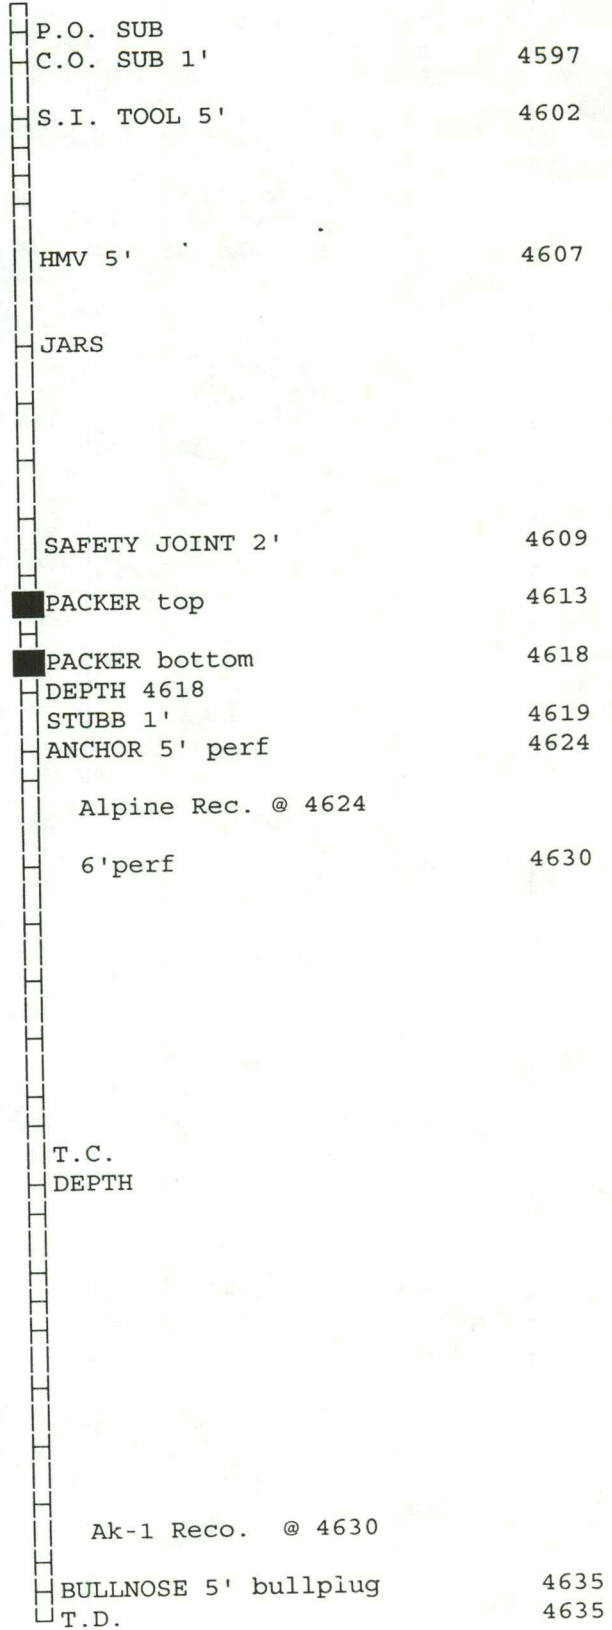 P.O. SUB
C.O. SUB 1' 4597
S.I. TOOL 5' 4602
HMV 5' 4607
JARS
SAFETY JOINT 2' 4609
PACKER top 4613
PACKER bottom 4618
DEPTH 4618
STUBB 1' 4619
ANCHOR 5' perf 4624
Alpine Rec. @ 4624
6'perf 4630
T.C.
DEPTH
Ak-1 Reco. @ 4630
BULLNOSE 5' bullplug 4635
T.D. 4635